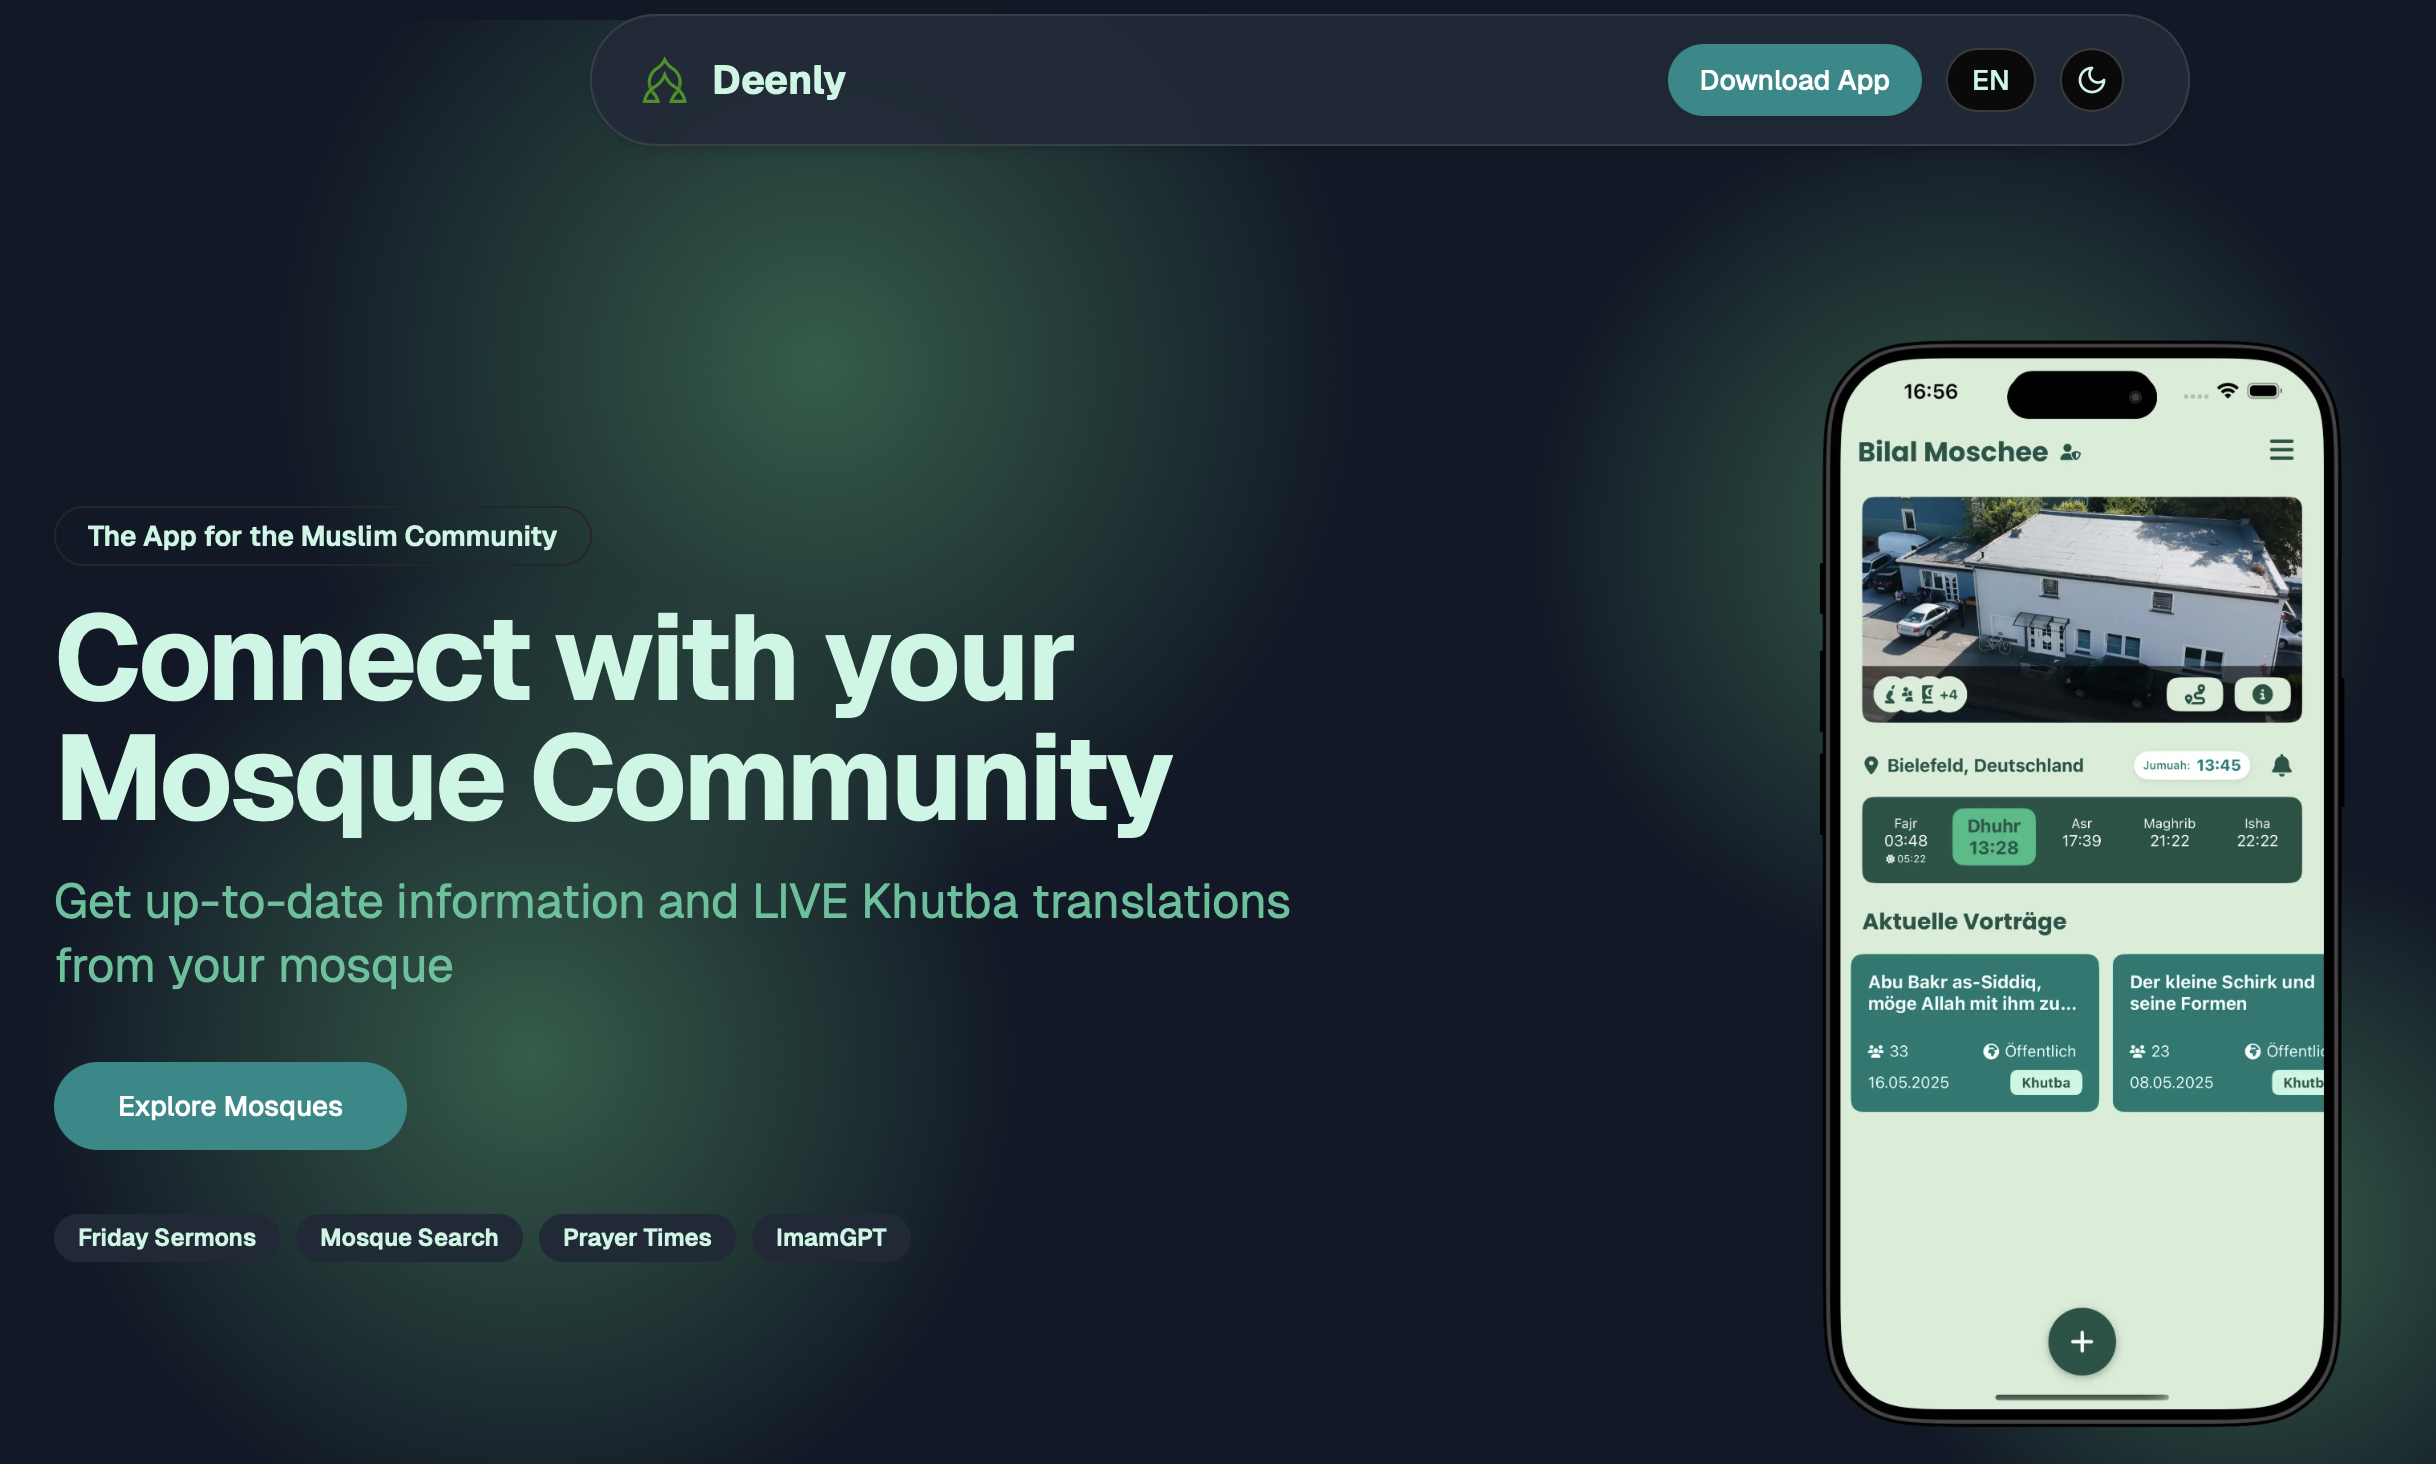 Deenly
Download App
EN
The App for the Muslim Community
Connect with your
Mosque Community
Get up-to-date information and LIVE Khutba translations
from your mosque
Explore Mosques
Friday Sermons
Mosque Search
Prayer Times
ImamGPT
16:56
Bilal Moschee
+4
Bielefeld, Deutschland
Jumuah: 13:45
Fajr
03:48
05:22
Dhuhr
13:28
Asr
17:39
Maghrib
21:22
Isha
22:22
Aktuelle Vorträge
Abu Bakr as-Siddiq,
möge Allah mit ihm zu...
33
Öffentlich
16.05.2025
Khutba
Der kleine Schirk und
seine Formen
23
Öffentlic
08.05.2025
Khutb